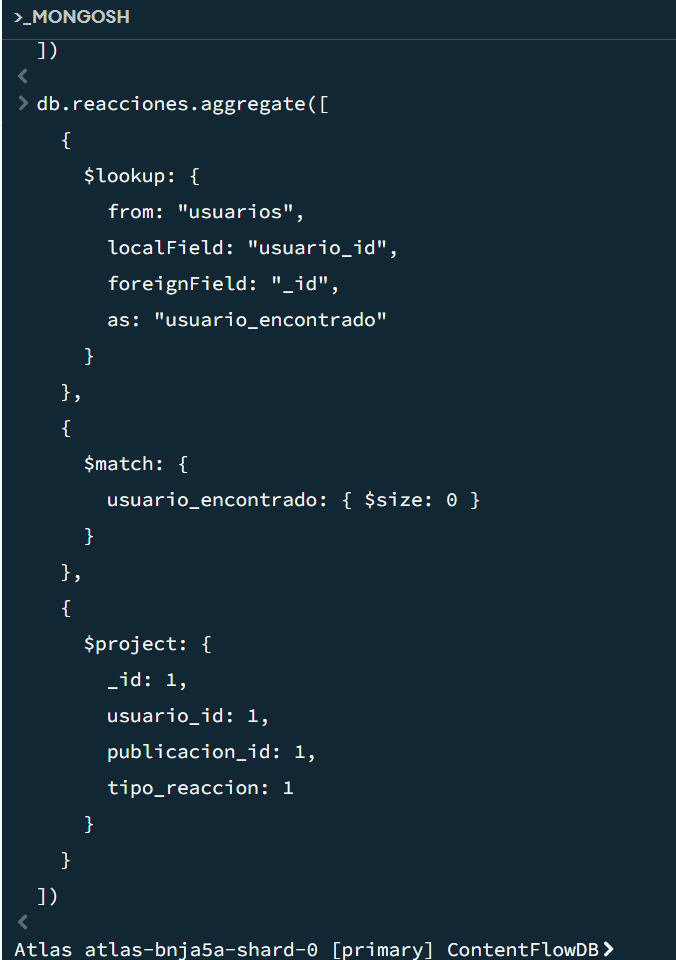 >_MONGOSH
])
<
> db.reacciones.aggregate([
{
$lookup: {
from: "usuarios",
localField: "usuario_id",
foreignField: "_id",
as: "usuario_encontrado"
}
},
{
$match: {
usuario_encontrado: { $size: 0 }
}
},
{
$project: {
_id: 1,
usuario_id: 1,
publicacion_id: 1,
tipo_reaccion: 1
}
}
])
<
Atlas atlas-bnja5a-shard-0 [primary] ContentFlowDB>